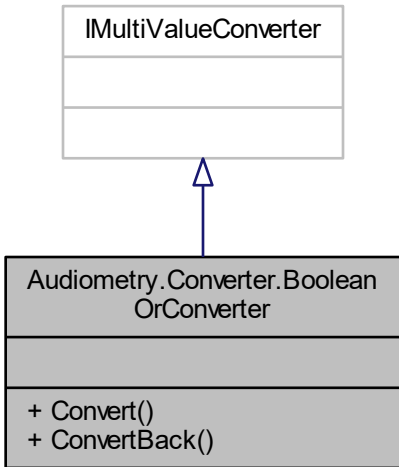 IMultiValueConverter
Audiometry.Converter.Boolean
OrConverter
+ Convert()
+ ConvertBack()